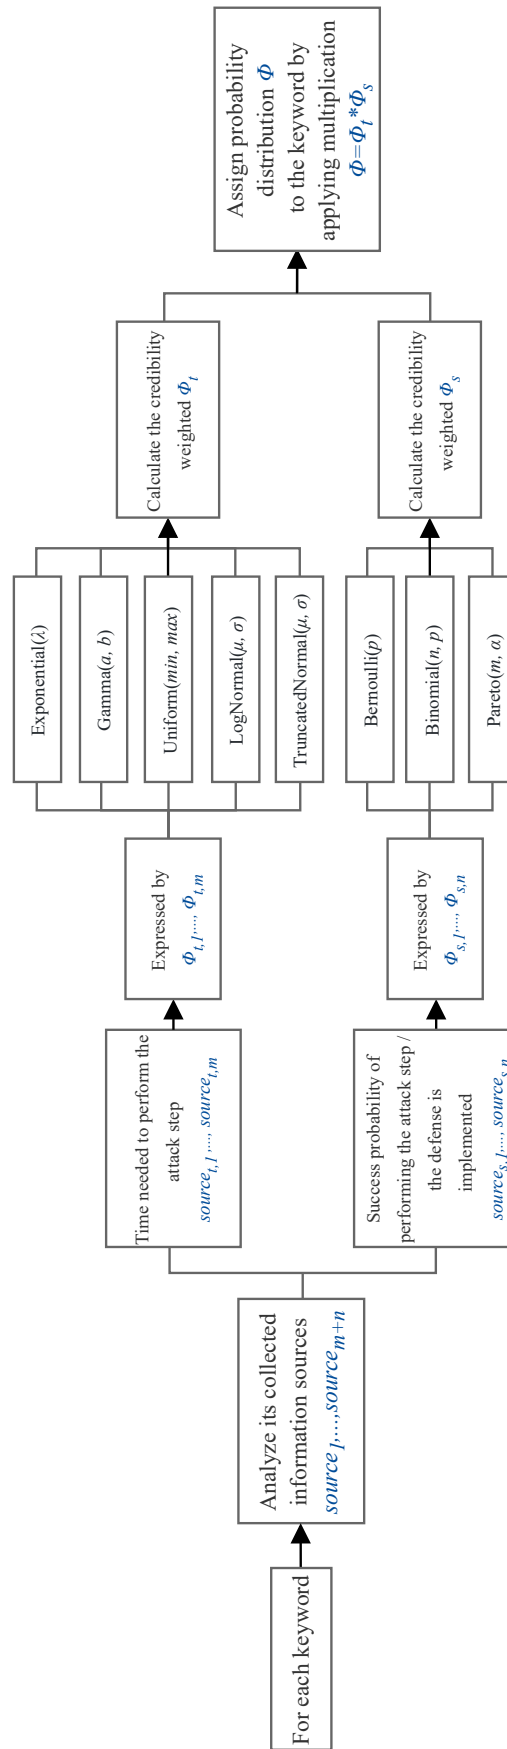 For each keyword
Analyze its collected
information sources
source1,...,sourcem+n
Time needed to perform the
attack step
sourcet,1,..., sourcet,m
Success probability of
performing the attack step /
the defense is
implemented
sources,1,..., sources,n
Expressed by
Φt,1,..., Φt,m
Expressed by
Φs,1,..., Φs,n
Exponential(λ)
Gamma(a, b)
Uniform(min, max)
LogNormal(μ, σ)
TruncatedNormal(μ, σ)
Bernoulli(p)
Binomial(n, p)
Pareto(m, α)
Calculate the credibility
weighted Φt
Calculate the credibility
weighted Φs
Assign probability
distribution Φ
to the keyword by
applying multiplication
Φ=Φt*Φs